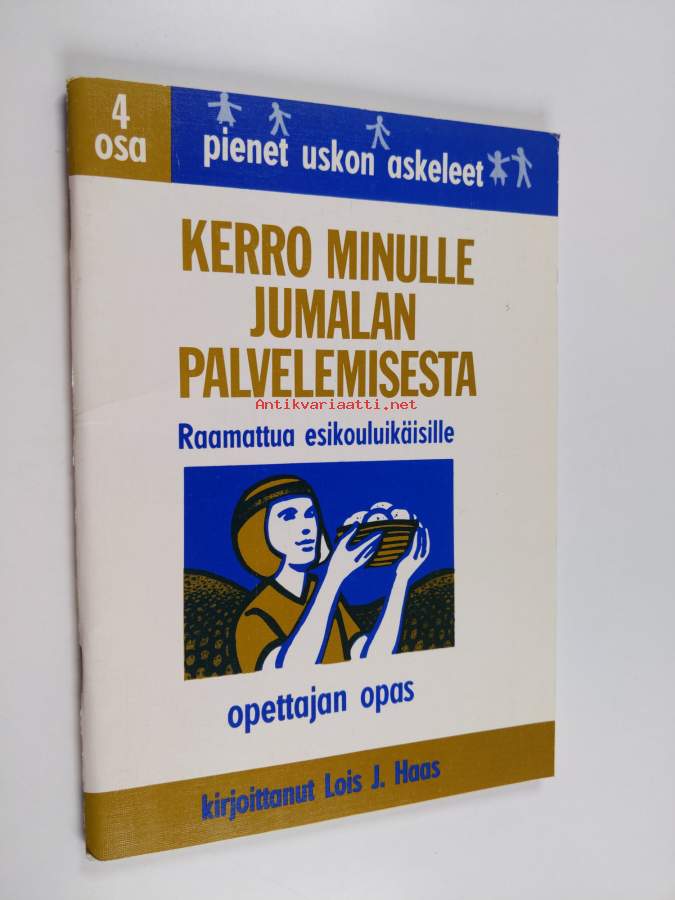 4
osa
pienet uskon askeleet
KERRO MINULLE
JUMALAN
PALVELEMISESTA
Antikvariaatti.net
Raamattua esikouluikäisille
opettajan opas
kirjoittanut Lois J. Haas